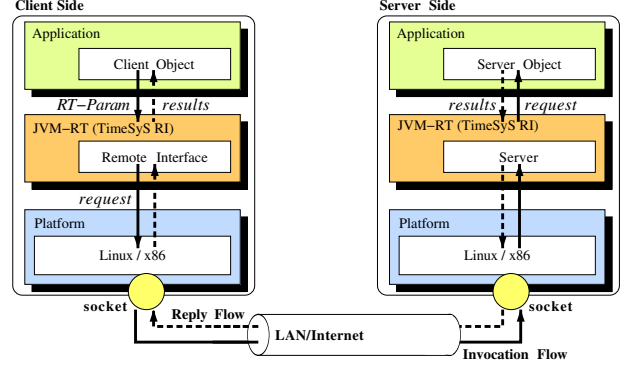 Client Side
Application
Client Object
RT-Param
results
JVM-RT (TimeSyS RI)
Remote Interface
request
Platform
Linux / x86
socket
Server Side
Application
Server Object
results
request
JVM-RT (TimeSyS RI)
Server
Platform
Linux / x86
socket
Reply Flow
LAN/Internet
Invocation Flow